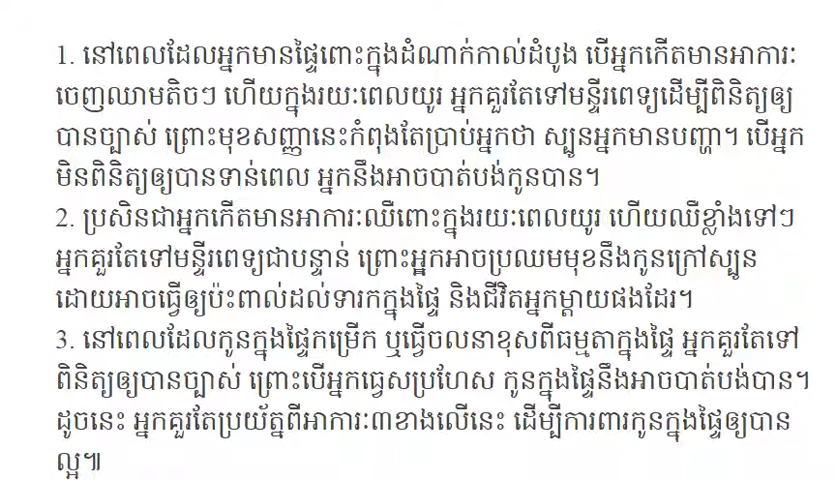 1. នៅពេលដែលអ្នកមានផ្ទៃពោះក្នុងដំណាក់កាល់ដំបូង បើអ្នកកើតមានអាការៈ
ចេញឈាមតិចៗ ហើយក្នុងរយៈពេលយូរ អ្នកគួរតែទៅមន្ទីរពេទ្យដើម្បីពិនិត្យឲ្យ
បានច្បាស់ ព្រោះមុខសញ្ញានេះកំពុងតែប្រាប់អ្នកថា ស្បូនអ្នកមានបញ្ហា។ បើអ្នក
មិនពិនិត្យឲ្យបានទាន់ពេល អ្នកនឹងអាចបាត់បង់កូនបាន។
2. ប្រសិនជាអ្នកកើតមានអាការៈឈឺពោះក្នុងរយៈពេលយូរ ហើយឈឺខ្លាំងទៅៗ
អ្នកគួរតែទៅមន្ទីរពេទ្យជាបន្ទាន់ ព្រោះអ្នកអាចប្រឈមមុខនឹងកូនក្រៅស្បូន
ដោយអាចធ្វើឲ្យប៉ះពាល់ដល់ទារកក្នុងផ្ទៃ និងជីវិតអ្នកម្ដាយផងដែរ។
3. នៅពេលដែលកូនក្នុងផ្ទៃកម្រើក ឬធ្វើចលនាខុសពីធម្មតាក្នុងផ្ទៃ អ្នកគួរតែទៅ
ពិនិត្យឲ្យបានច្បាស់ ព្រោះបើអ្នកធ្វេសប្រហែស កូនក្នុងផ្ទៃនឹងអាចបាត់បង់បាន។
ដូចនេះ អ្នកគួរតែប្រយ័ត្នពីអាការៈ៣ខាងលើនេះ ដើម្បីការពារកូនក្នុងផ្ទៃឲ្យបាន
ល្អ៕